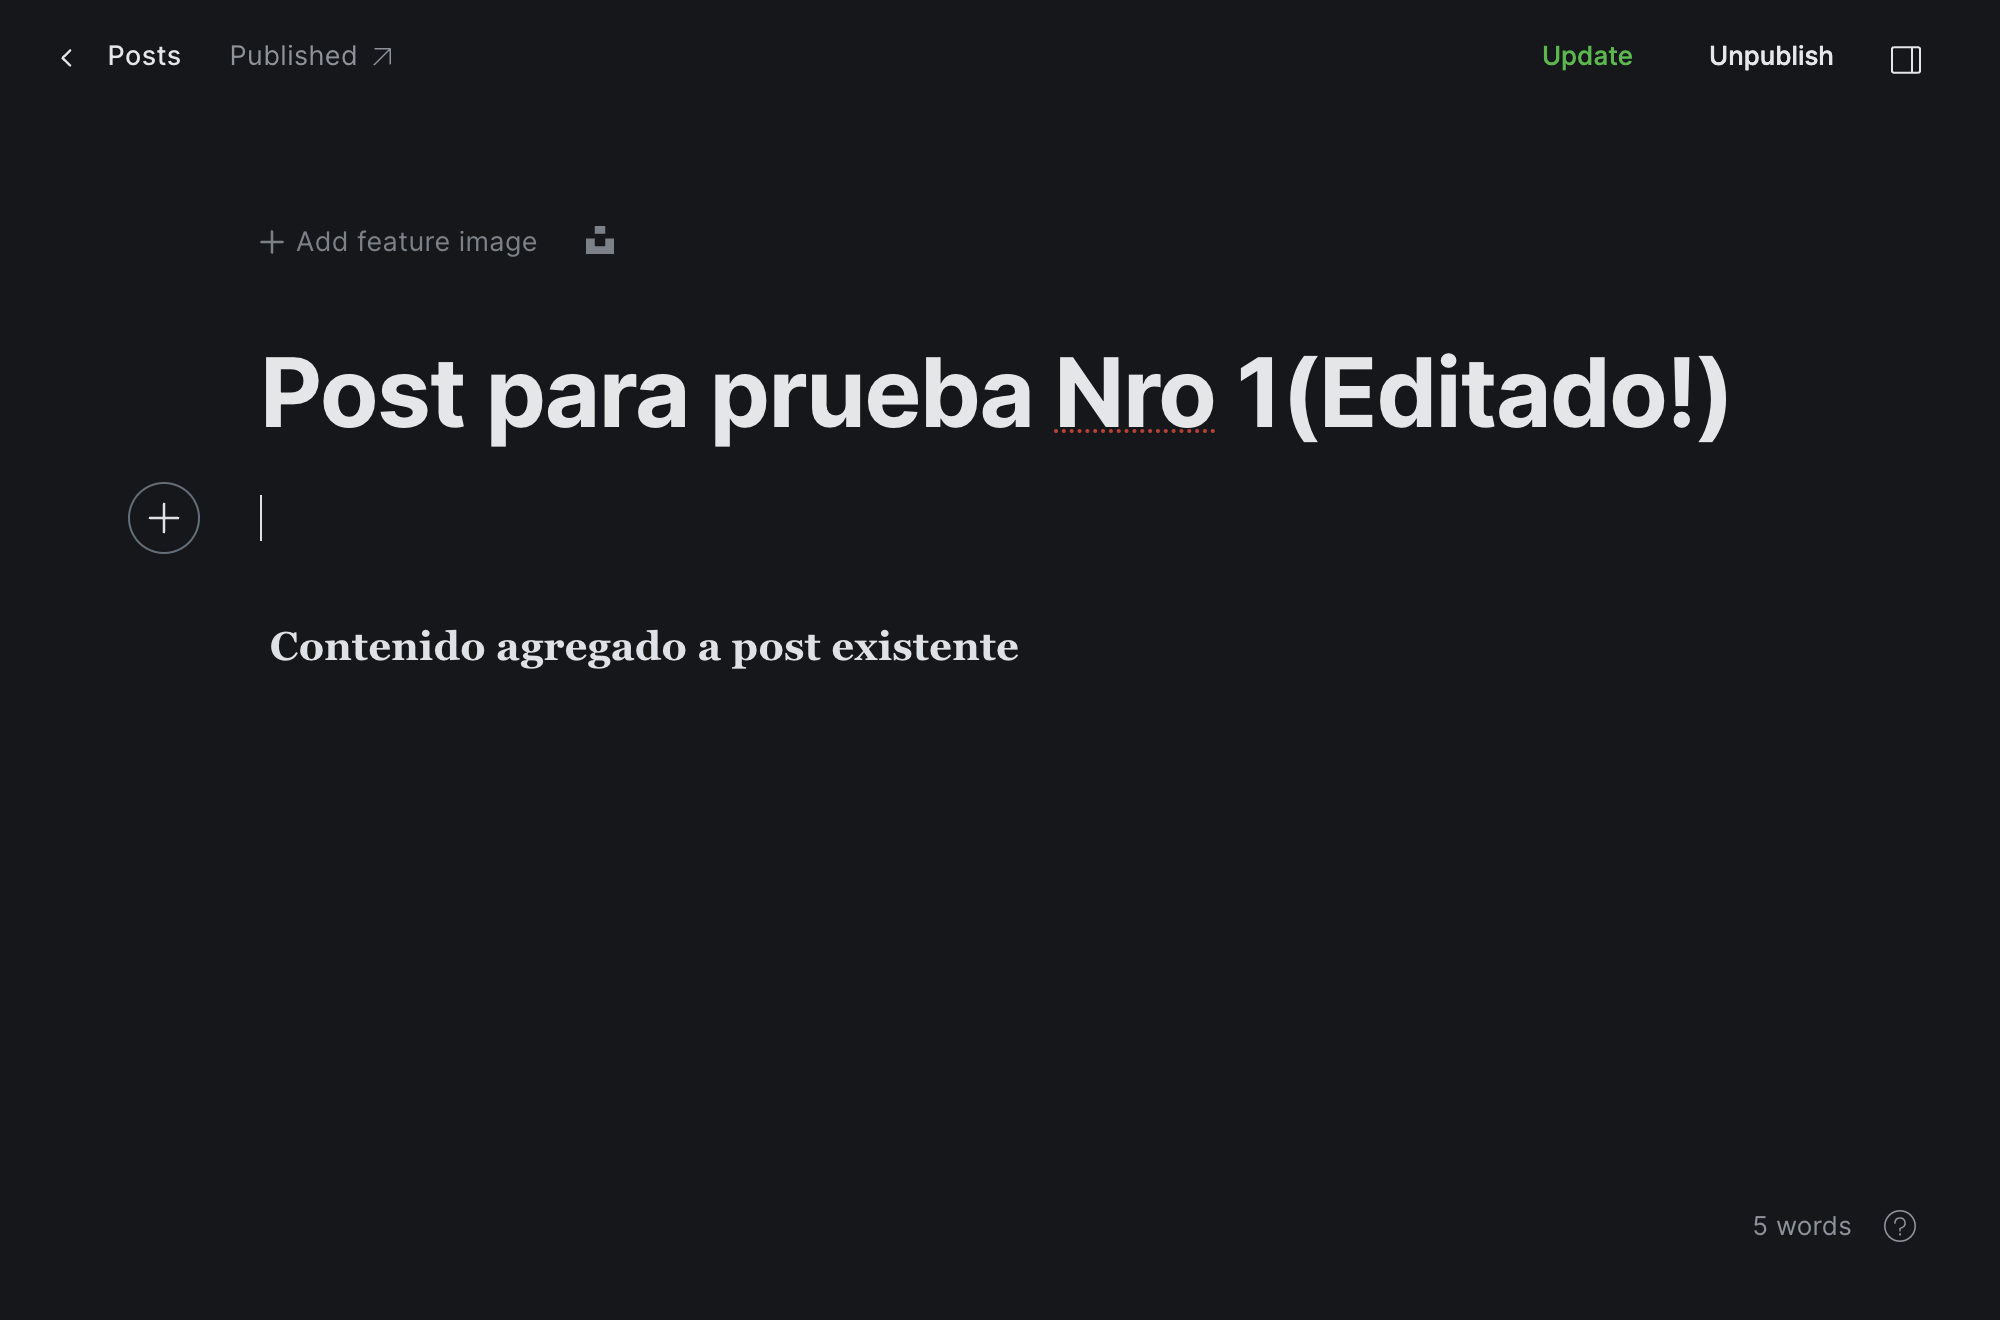 Posts Published Update Unpublish
Add feature image
Post para prueba Nro 1(Editado!)
Contenido agregado a post existente
5 words ?